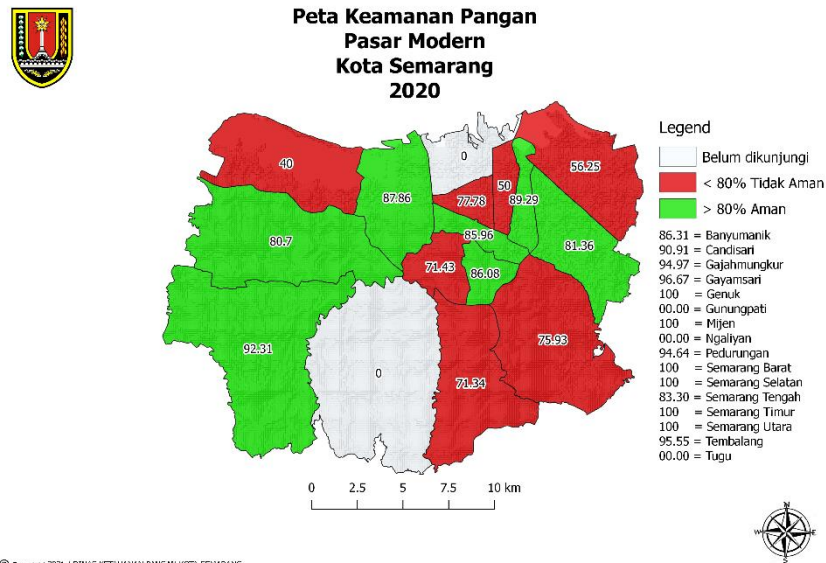 Peta Keamanan Pangan
Pasar Modern
Kota Semarang
2020
Legend
Belum dikunjungi
< 80% Tidak Aman
> 80% Aman
86.31 = Banyumanik
90.91 = Candisari
94.97 = Gajahmungkur
96.67 = Gayamsari
100 = Genuk
00.00 = Gunungpati
100 = Mijen
00.00 = Ngaliyan
94.64 = Pedurungan
100 = Semarang Barat
100 = Semarang Selatan
83.30 = Semarang Tengah
100 = Semarang Timur
100 = Semarang Utara
95.55 = Tembalang
00.00 = Tugu
40
0
56.25
50
87.86
77.78
89.29
85.96
80.7
81.36
71.43
86.08
92.31
0
75.93
71.34
0 2.5 5 7.5 10 km
N
W
S